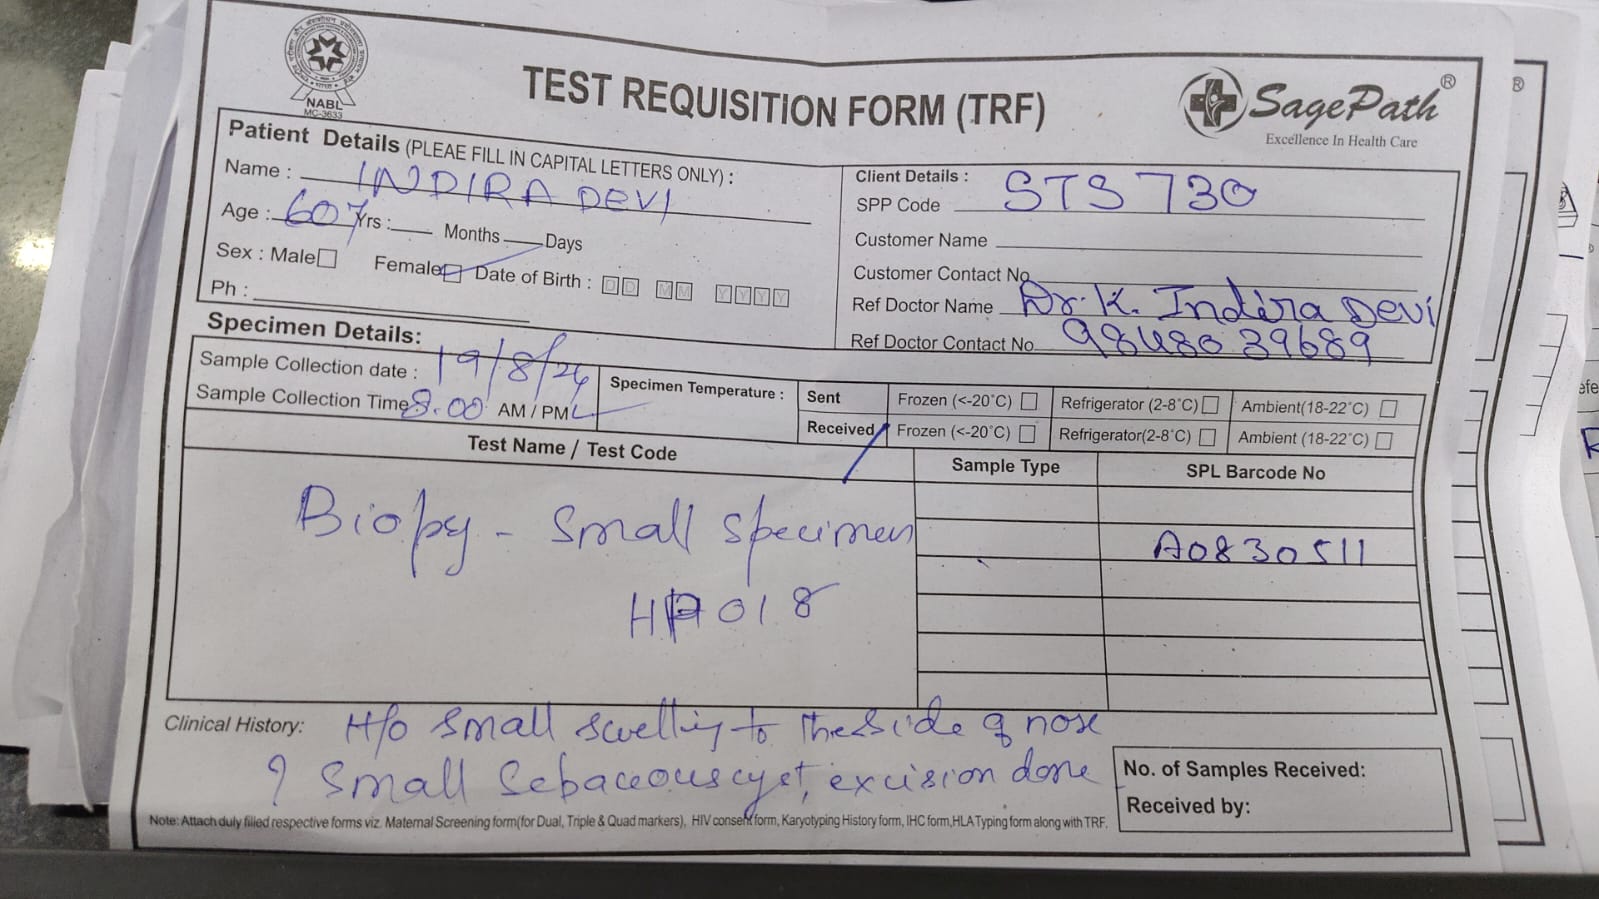 NABL
MC-3633
TEST REQUISITION FORM (TRF)
SagePath®
Excellence In Health Care
Patient Details (PLEAE FILL IN CAPITAL LETTERS ONLY) :
Name : INDIRA DEVI
Age : 60Y Yrs : Months Days
Sex : Male Female Date of Birth : DD MM YYYY
Ph :
Client Details :
SPP Code STS 730
Customer Name
Customer Contact No
Ref Doctor Name Dr. K. Indira Devi
Ref Doctor Contact No 98480 39689
Specimen Details:
Sample Collection date : 19/8/24
Sample Collection Time 8.00 AM / PM
Specimen Temperature :
Sent Frozen (<-20°C) Refrigerator (2-8°C) Ambient(18-22°C)
Received Frozen (<-20°C) Refrigerator(2-8°C) Ambient (18-22°C)
Test Name / Test Code Sample Type SPL Barcode No
Biopsy - Small specimen
A0830511
HP018
Clinical History: H/o small swelling to the side of nose
? Small Sebaceous cyst, excision done
No. of Samples Received:
Received by:
Note: Attach duly filled respective forms viz. Maternal Screening form(for Dual, Triple & Quad markers), HIV consent form, Karyotyping History form, IHC form,HLA Typing form along with TRF.